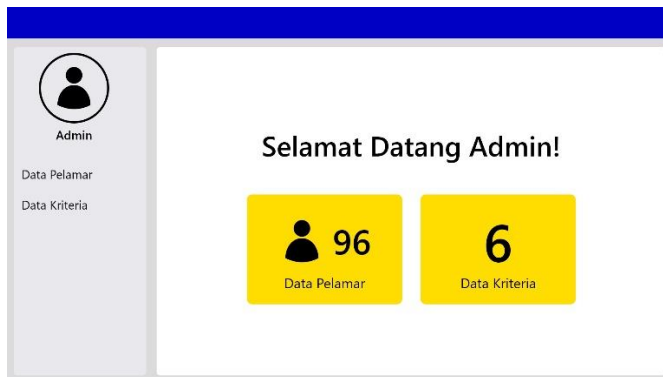 Admin
Data Pelamar
Data Kriteria
Selamat Datang Admin!
96
Data Pelamar
6
Data Kriteria